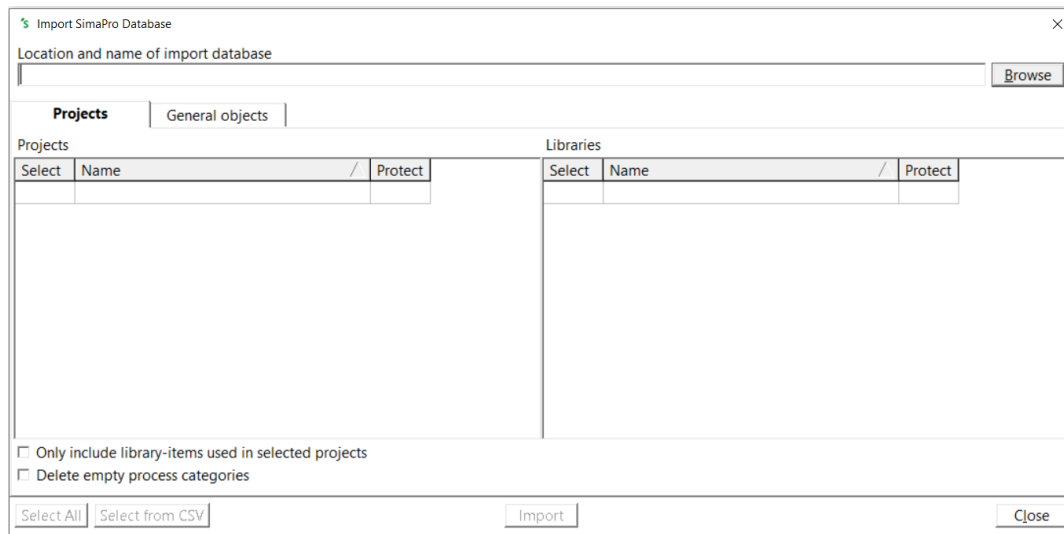 Import SimaPro Database
Location and name of import database
Browse
Projects General objects
Projects Libraries
Select Name Protect Select Name Protect
Only include library-items used in selected projects
Delete empty process categories
Select All Select from CSV Import Close